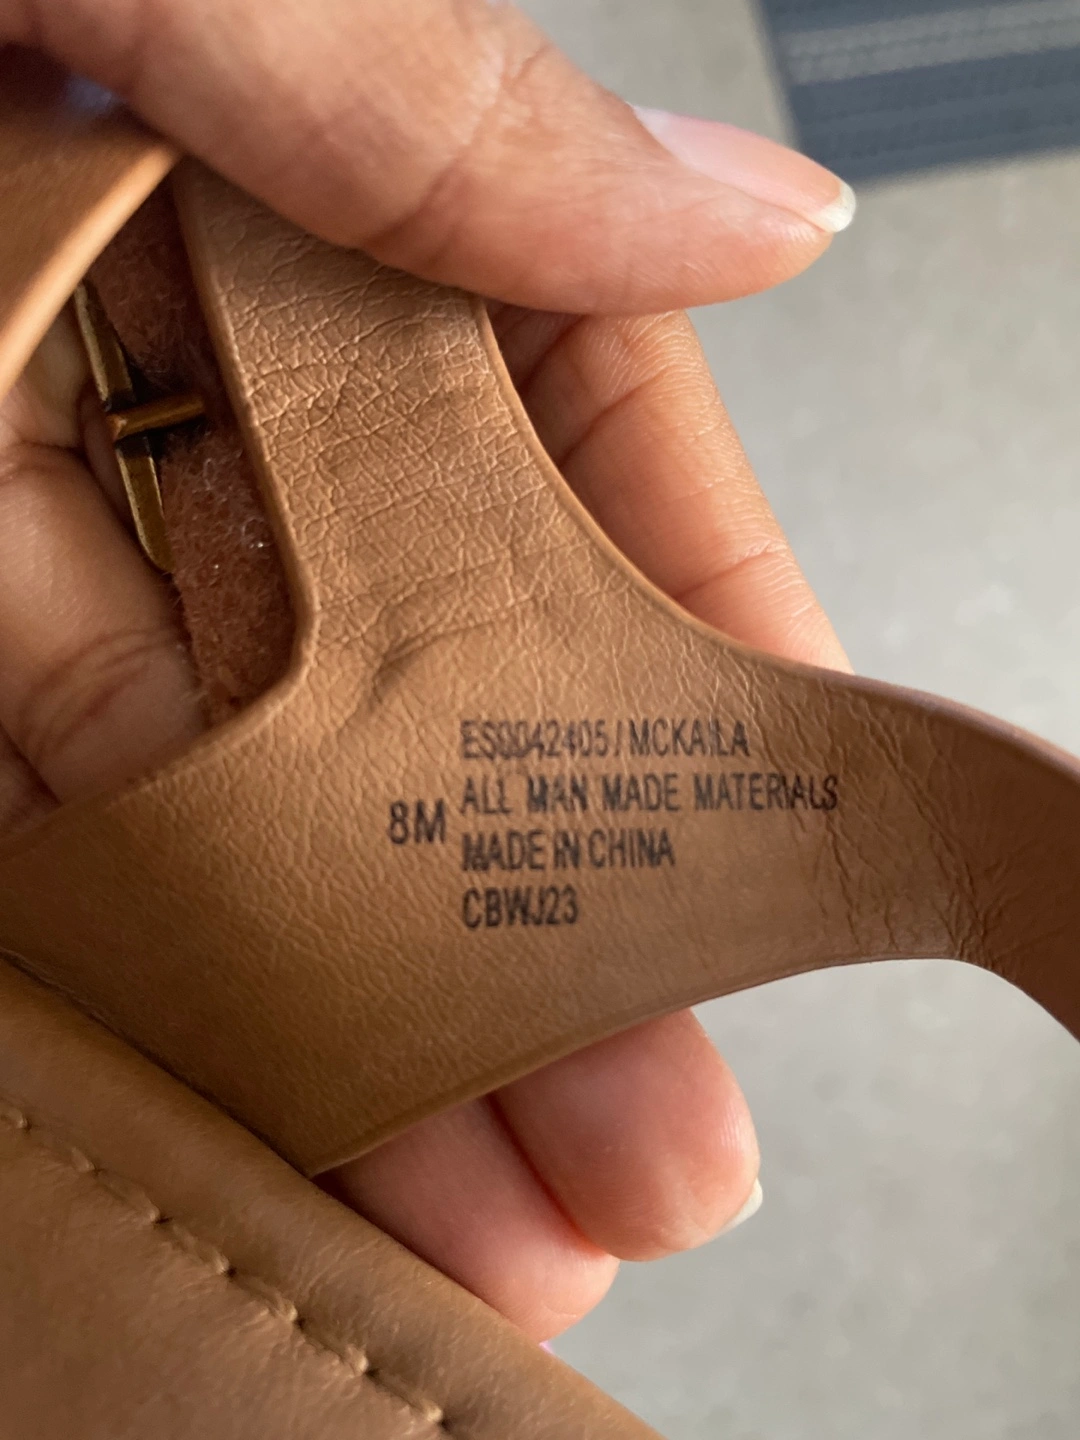 ES0042405/MCKAILA
ALL MAN MADE MATERIALS
8M
MADE IN CHINA
CBWJ23